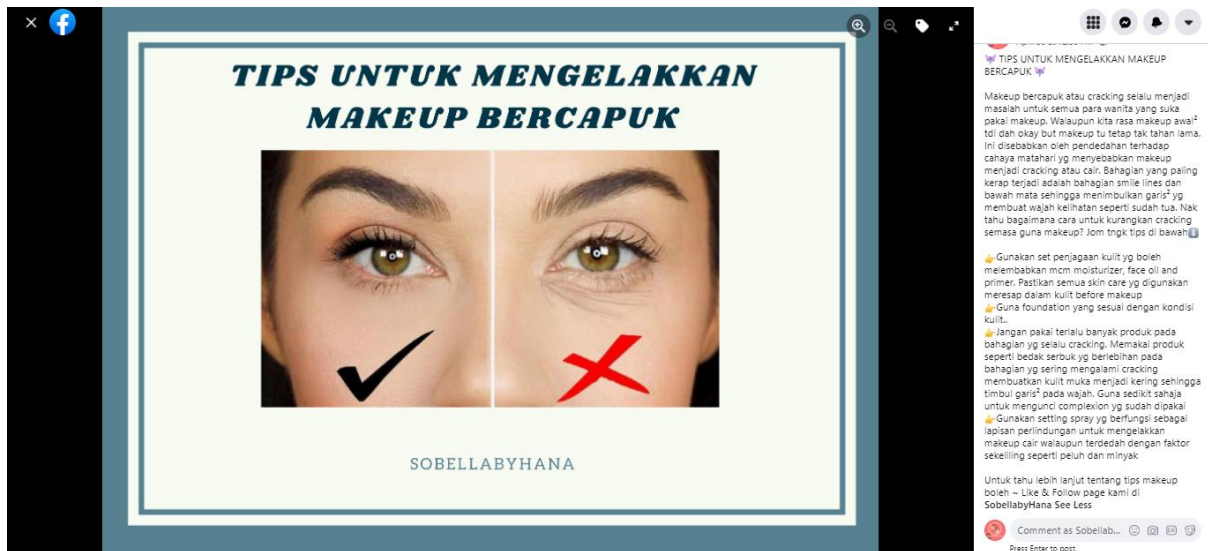 TIPS UNTUK MENGELAKKAN
MAKEUP BERCAPUK
SOBELLABYHANA
TIPS UNTUK MENGELAKKAN MAKEUP
BERCAPUK
Makeup bercapuk atau cracking selalu menjadi
masalah untuk semua para wanita yang suka
pakai makeup. Walaupun kita rasa makeup awal²
tdi dah okay but makeup tu tetap tak tahan lama.
Ini disebabkan oleh pendedahan terhadap
cahaya matahari yg menyebabkan makeup
menjadi cracking atau cair. Bahagian yang paling
kerap terjadi adalah bahagian smile lines dan
bawah mata sehingga menimbulkan garis² yg
membuat wajah kelihatan seperti sudah tua. Nak
tahu bagaimana cara untuk kurangkan cracking
semasa guna makeup? Jom tngk tips di bawah⬇️
👉Gunakan set penjagaan kulit yg boleh
melembabkan mcm moisturizer, face oil and
primer. Pastikan semua skin care yg digunakan
meresap dalam kulit before makeup
👉Guna foundation yang sesuai dengan kondisi
kulit..
👉Jangan pakai terlalu banyak produk pada
bahagian yg selalu cracking. Memakai produk
seperti bedak serbuk yg berlebihan pada
bahagian yg sering mengalami cracking
membuatkan kulit muka menjadi kering sehingga
timbul garis² pada wajah. Guna sedikit sahaja
untuk mengunci complexion yg sudah dipakai
👉Gunakan setting spray yg berfungsi sebagai
lapisan perlindungan untuk mengelakkan
makeup cair walaupun terdedah dengan faktor
sekeliling seperti peluh dan minyak
Untuk tahu lebih lanjut tentang tips makeup
boleh ~ Like & Follow page kami di
SobellabyHana See Less
Comment as Sobellab...
Press Enter to post.